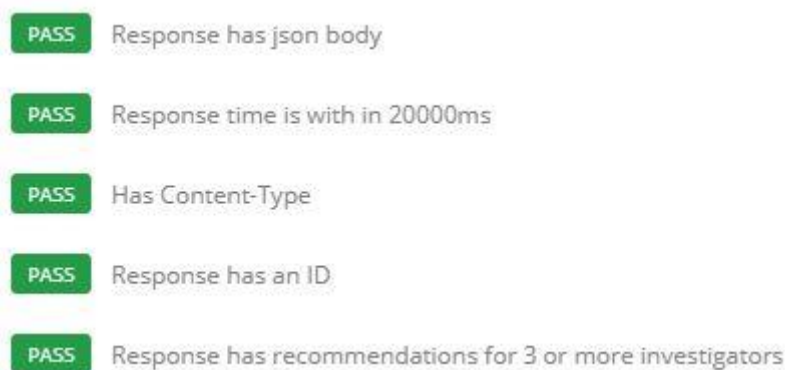 PASS Response has json body
PASS Response time is with in 20000ms
PASS Has Content-Type
PASS Response has an ID
PASS Response has recommendations for 3 or more investigators